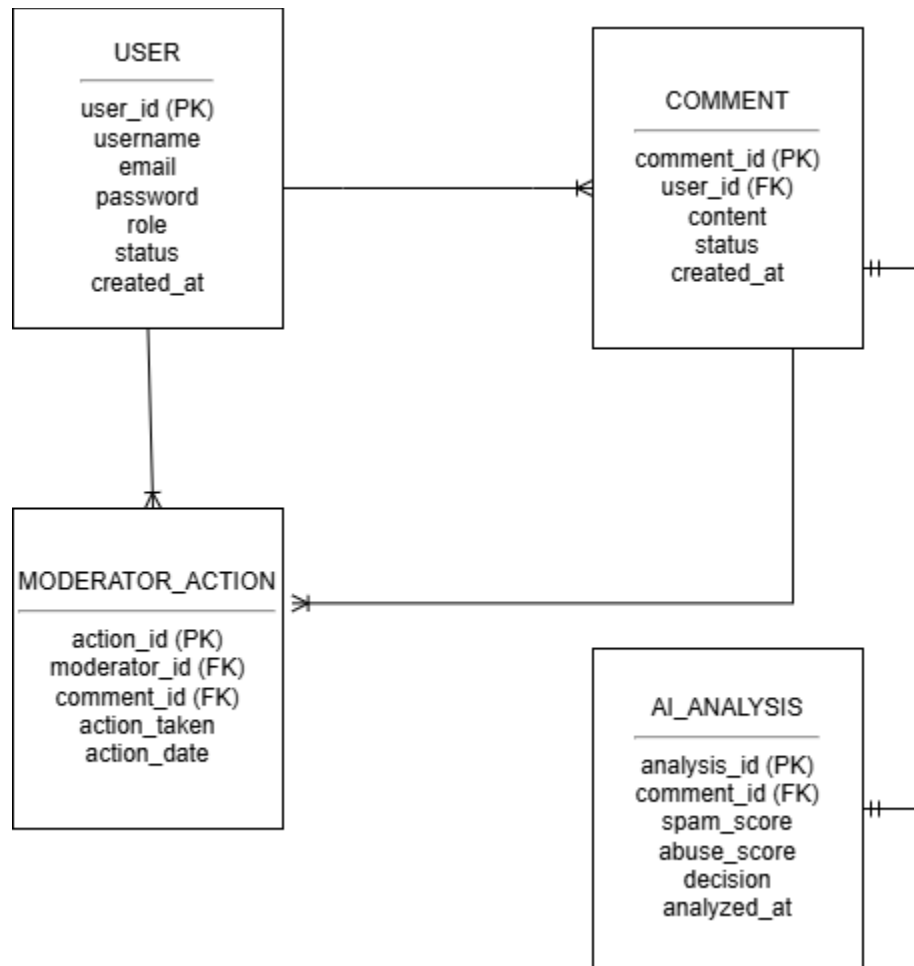 USER
user_id (PK)
username
email
password
role
status
created_at
COMMENT
comment_id (PK)
user_id (FK)
content
status
created_at
MODERATOR_ACTION
action_id (PK)
moderator_id (FK)
comment_id (FK)
action_taken
action_date
AI_ANALYSIS
analysis_id (PK)
comment_id (FK)
spam_score
abuse_score
decision
analyzed_at